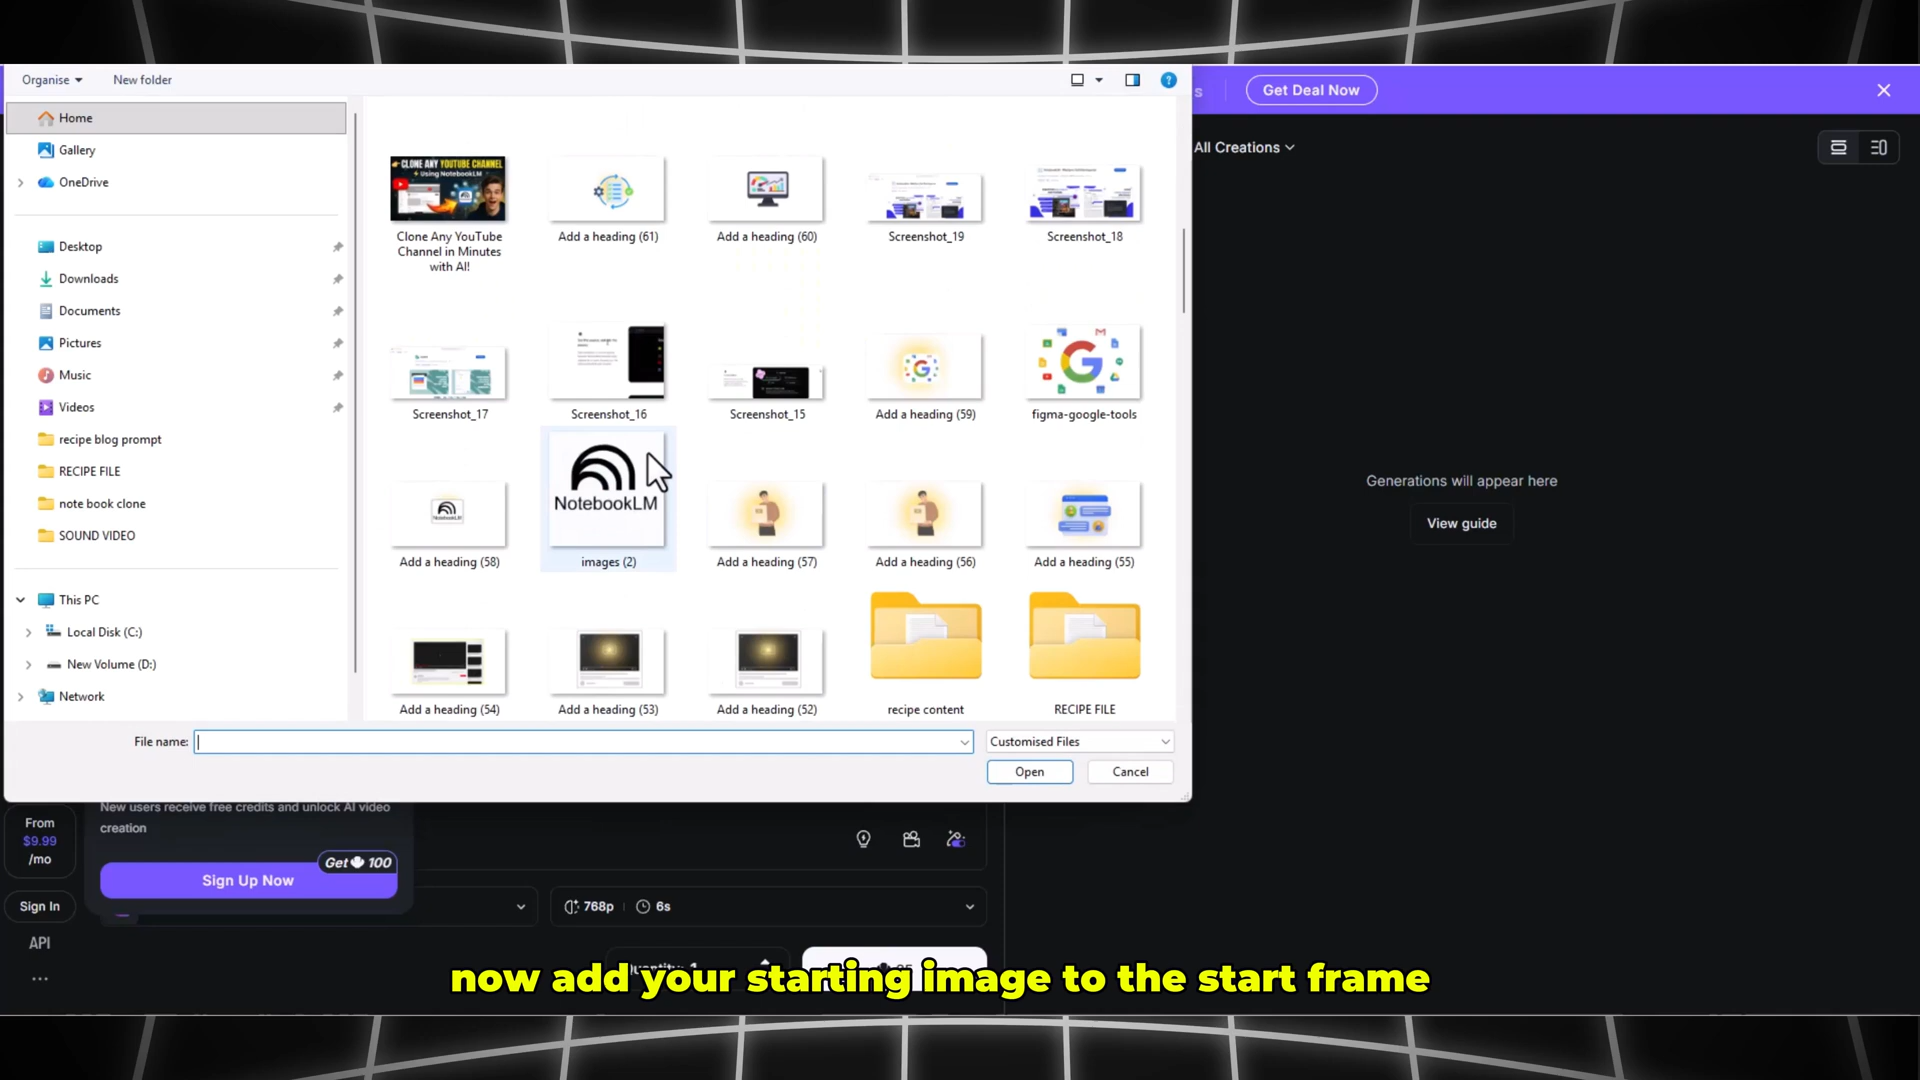 Organise
New folder
?
s
Get Deal Now
Home
Gallery
OneDrive
Desktop
Downloads
Documents
Pictures
Music
Videos
recipe blog prompt
RECIPE FILE
note book clone
SOUND VIDEO
This PC
Local Disk (C:)
New Volume (D:)
Network
CLONE ANY YOUTUBE CHANNEL
Using NotebookLM
Clone Any YouTube
Channel in Minutes
with AI!
Add a heading (61)
Add a heading (60)
Screenshot_19
Screenshot_18
Screenshot_17
Screenshot_16
Screenshot_15
Add a heading (59)
figma-google-tools
NotebookLM
Add a heading (58)
images (2)
Add a heading (57)
Add a heading (56)
Add a heading (55)
Add a heading (54)
Add a heading (53)
Add a heading (52)
recipe content
RECIPE FILE
File name:
Customised Files
Open
Cancel
All Creations
Generations will appear here
View guide
New users receive free credits and unlock AI video
creation
Get 100
Sign Up Now
From
$9.99
/mo
Sign In
API
...
768p
6s
now add your starting image to the start frame